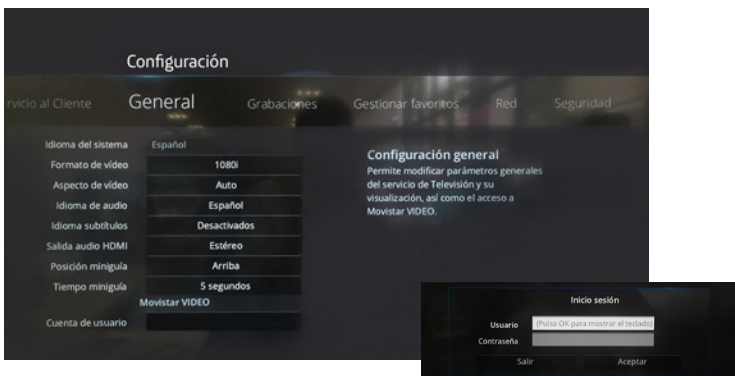 Configuración
rvicio al Cliente General Grabaciones Gestionar favoritos Red Seguridad
Idioma del sistema Español
Formato de vídeo 1080i
Aspecto de vídeo Auto
Idioma de audio Español
Idioma subtítulos Desactivados
Salida audio HDMI Estéreo
Posición miniguía Arriba
Tiempo miniguía 5 segundos
Movistar VIDEO
Cuenta de usuario
Configuración general
Permite modificar parámetros generales
del servicio de Televisión y su
visualización, así como el acceso a
Movistar VIDEO.
Inicio sesión
Usuario (Pulsa OK para mostrar el teclado)
Contraseña
Salir Aceptar